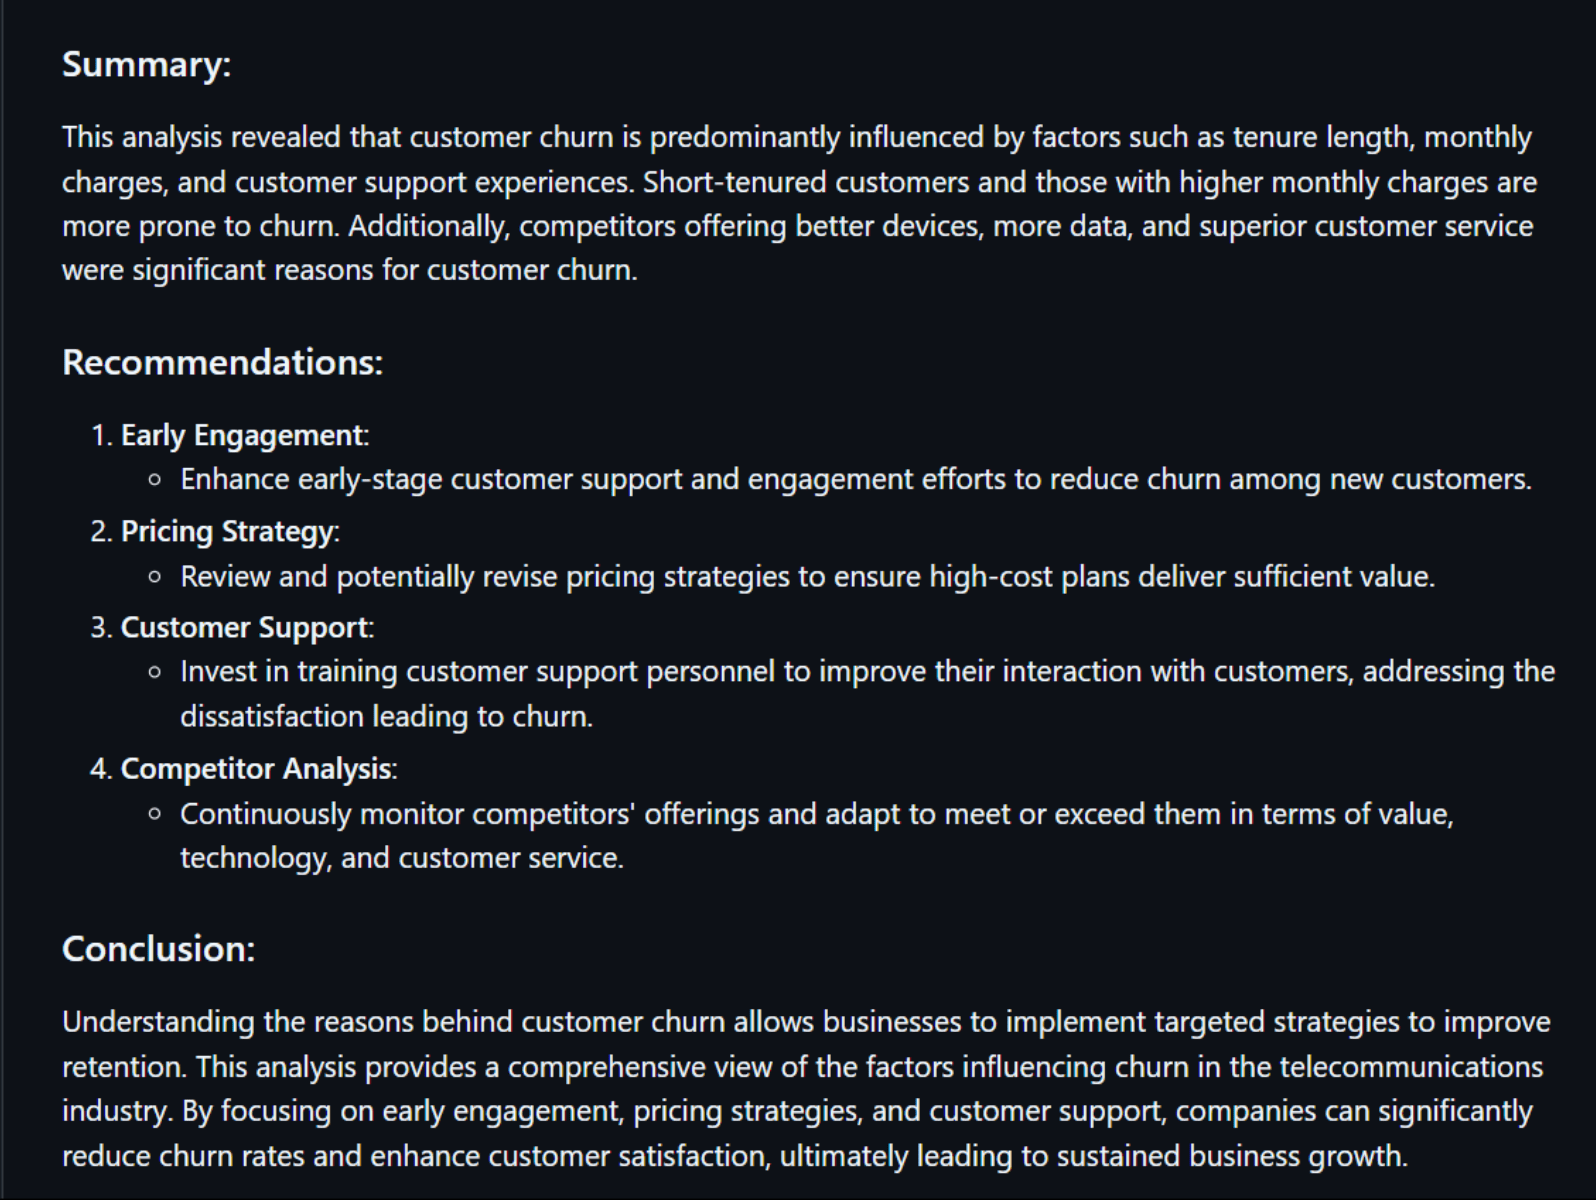 Summary:
This analysis revealed that customer churn is predominantly influenced by factors such as tenure length, monthly
charges, and customer support experiences. Short-tenured customers and those with higher monthly charges are
more prone to churn. Additionally, competitors offering better devices, more data, and superior customer service
were significant reasons for customer churn.
Recommendations:
1. Early Engagement:
○ Enhance early-stage customer support and engagement efforts to reduce churn among new customers.
2. Pricing Strategy:
○ Review and potentially revise pricing strategies to ensure high-cost plans deliver sufficient value.
3. Customer Support:
○ Invest in training customer support personnel to improve their interaction with customers, addressing the
dissatisfaction leading to churn.
4. Competitor Analysis:
○ Continuously monitor competitors' offerings and adapt to meet or exceed them in terms of value,
technology, and customer service.
Conclusion:
Understanding the reasons behind customer churn allows businesses to implement targeted strategies to improve
retention. This analysis provides a comprehensive view of the factors influencing churn in the telecommunications
industry. By focusing on early engagement, pricing strategies, and customer support, companies can significantly
reduce churn rates and enhance customer satisfaction, ultimately leading to sustained business growth.